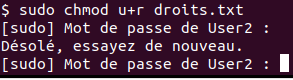 $ sudo chmod u+r droits.txt
[sudo] Mot de passe de User2 :
Désolé, essayez de nouveau.
[sudo] Mot de passe de User2 :